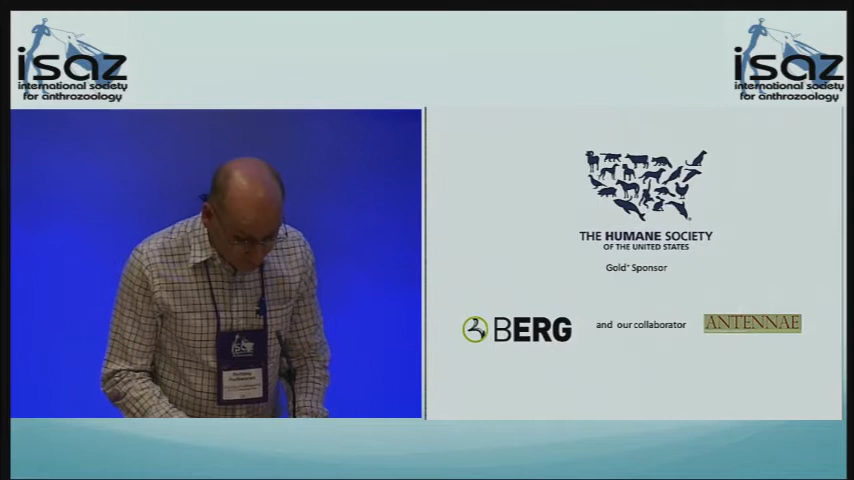 isaz
international society
for anthrozoology
isaz
international society
for anthrozoology
THE HUMANE SOCIETY
OF THE UNITED STATES
Gold⁺ Sponsor
BERG
and our collaborator
ANTENNAE